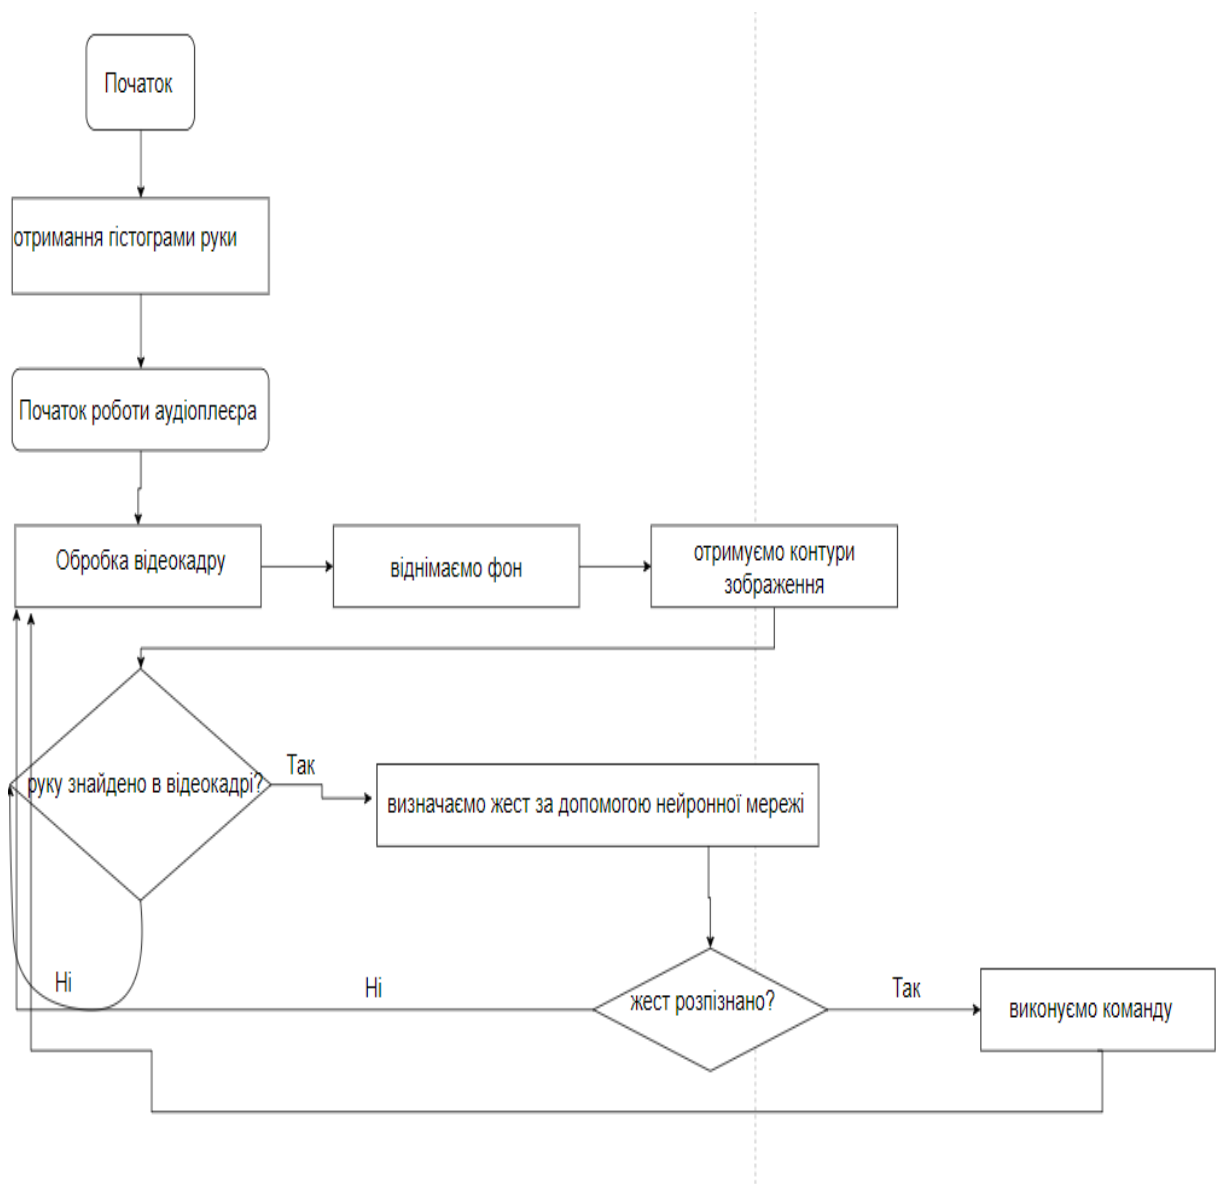 Початок
отримання гістограми руки
Початок роботи аудіоплеєра
Обробка відеокадру
віднімаємо фон
отримуємо контури
зображення
руку знайдено в відеокадрі?
Так
визначаємо жест за допомогою нейронної мережі
Ні
Ні
жест розпізнано?
Так
виконуємо команду